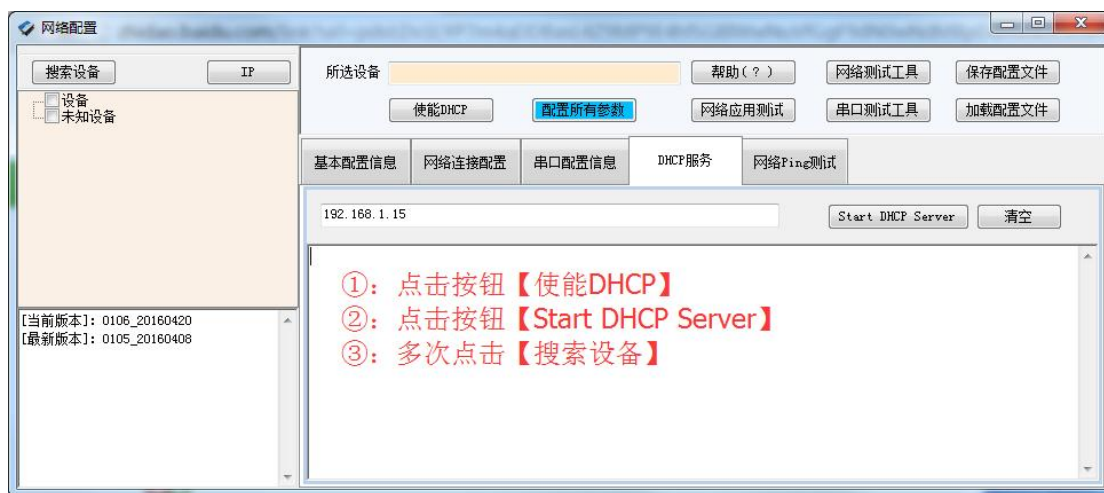 网络配置
搜索设备
IP
设备
未知设备
[当前版本]: 0106_20160420
[最新版本]: 0105_20160408
所选设备
帮助(?)
网络测试工具
保存配置文件
使能DHCP
配置所有参数
网络应用测试
串口测试工具
加载配置文件
基本配置信息
网络连接配置
串口配置信息
DHCP服务
网络Ping测试
192.168.1.15
Start DHCP Server
清空
①：点击按钮【使能DHCP】
②：点击按钮【Start DHCP Server】
③：多次点击【搜索设备】